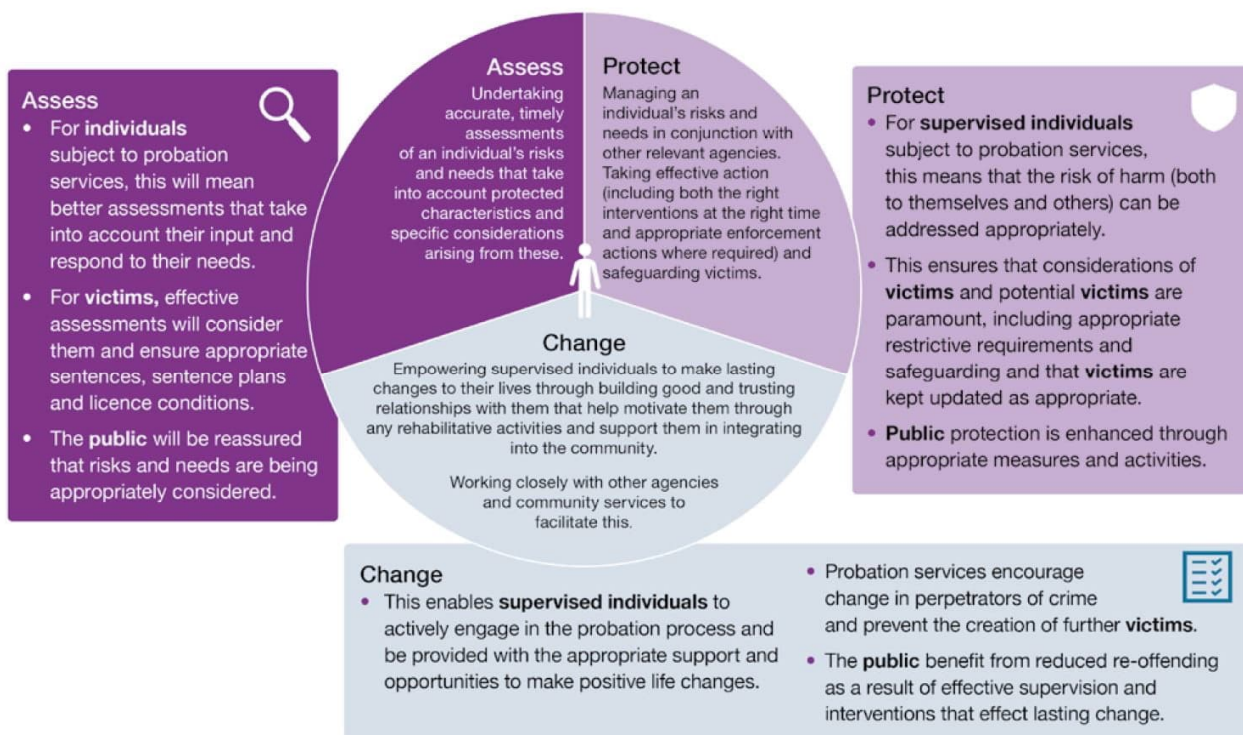 Assess
Undertaking
accurate, timely
assessments
of an individual's risks
and needs that take
into account protected
characteristics and
specific considerations
arising from these.
Protect
Managing an
individual's risks and
needs in conjunction with
other relevant agencies.
Taking effective action
(including both the right
interventions at the right time
and appropriate enforcement
actions where required) and
safeguarding victims.
Change
Empowering supervised individuals to make lasting
changes to their lives through building good and trusting
relationships with them that help motivate them through
any rehabilitative activities and support them in integrating
into the community.
Working closely with other agencies
and community services to
facilitate this.
Assess
• For individuals
subject to probation
services, this will mean
better assessments that take
into account their input and
respond to their needs.
• For victims, effective
assessments will consider
them and ensure appropriate
sentences, sentence plans
and licence conditions.
• The public will be reassured
that risks and needs are being
appropriately considered.
Protect
• For supervised individuals
subject to probation services,
this means that the risk of harm (both
to themselves and others) can be
addressed appropriately.
• This ensures that considerations of
victims and potential victims are
paramount, including appropriate
restrictive requirements and
safeguarding and that victims are
kept updated as appropriate.
• Public protection is enhanced through
appropriate measures and activities.
Change
• This enables supervised individuals to
actively engage in the probation process and
be provided with the appropriate support and
opportunities to make positive life changes.
• Probation services encourage
change in perpetrators of crime
and prevent the creation of further victims.
• The public benefit from reduced re-offending
as a result of effective supervision and
interventions that effect lasting change.